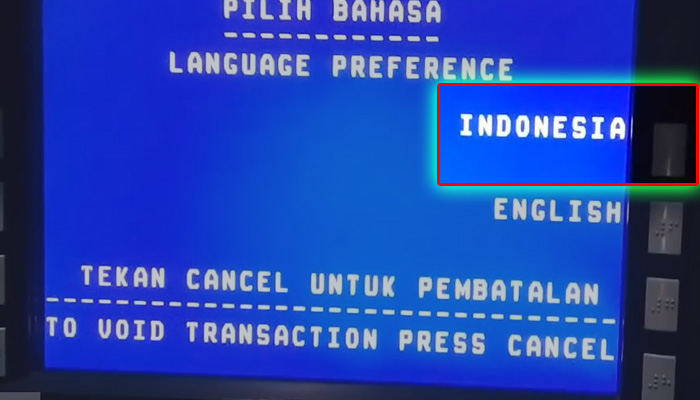 PILIH BAHASA
LANGUAGE PREFERENCE
INDONESIA
ENGLISH
TEKAN CANCEL UNTUK PEMBATALAN
TO VOID TRANSACTION PRESS CANCEL